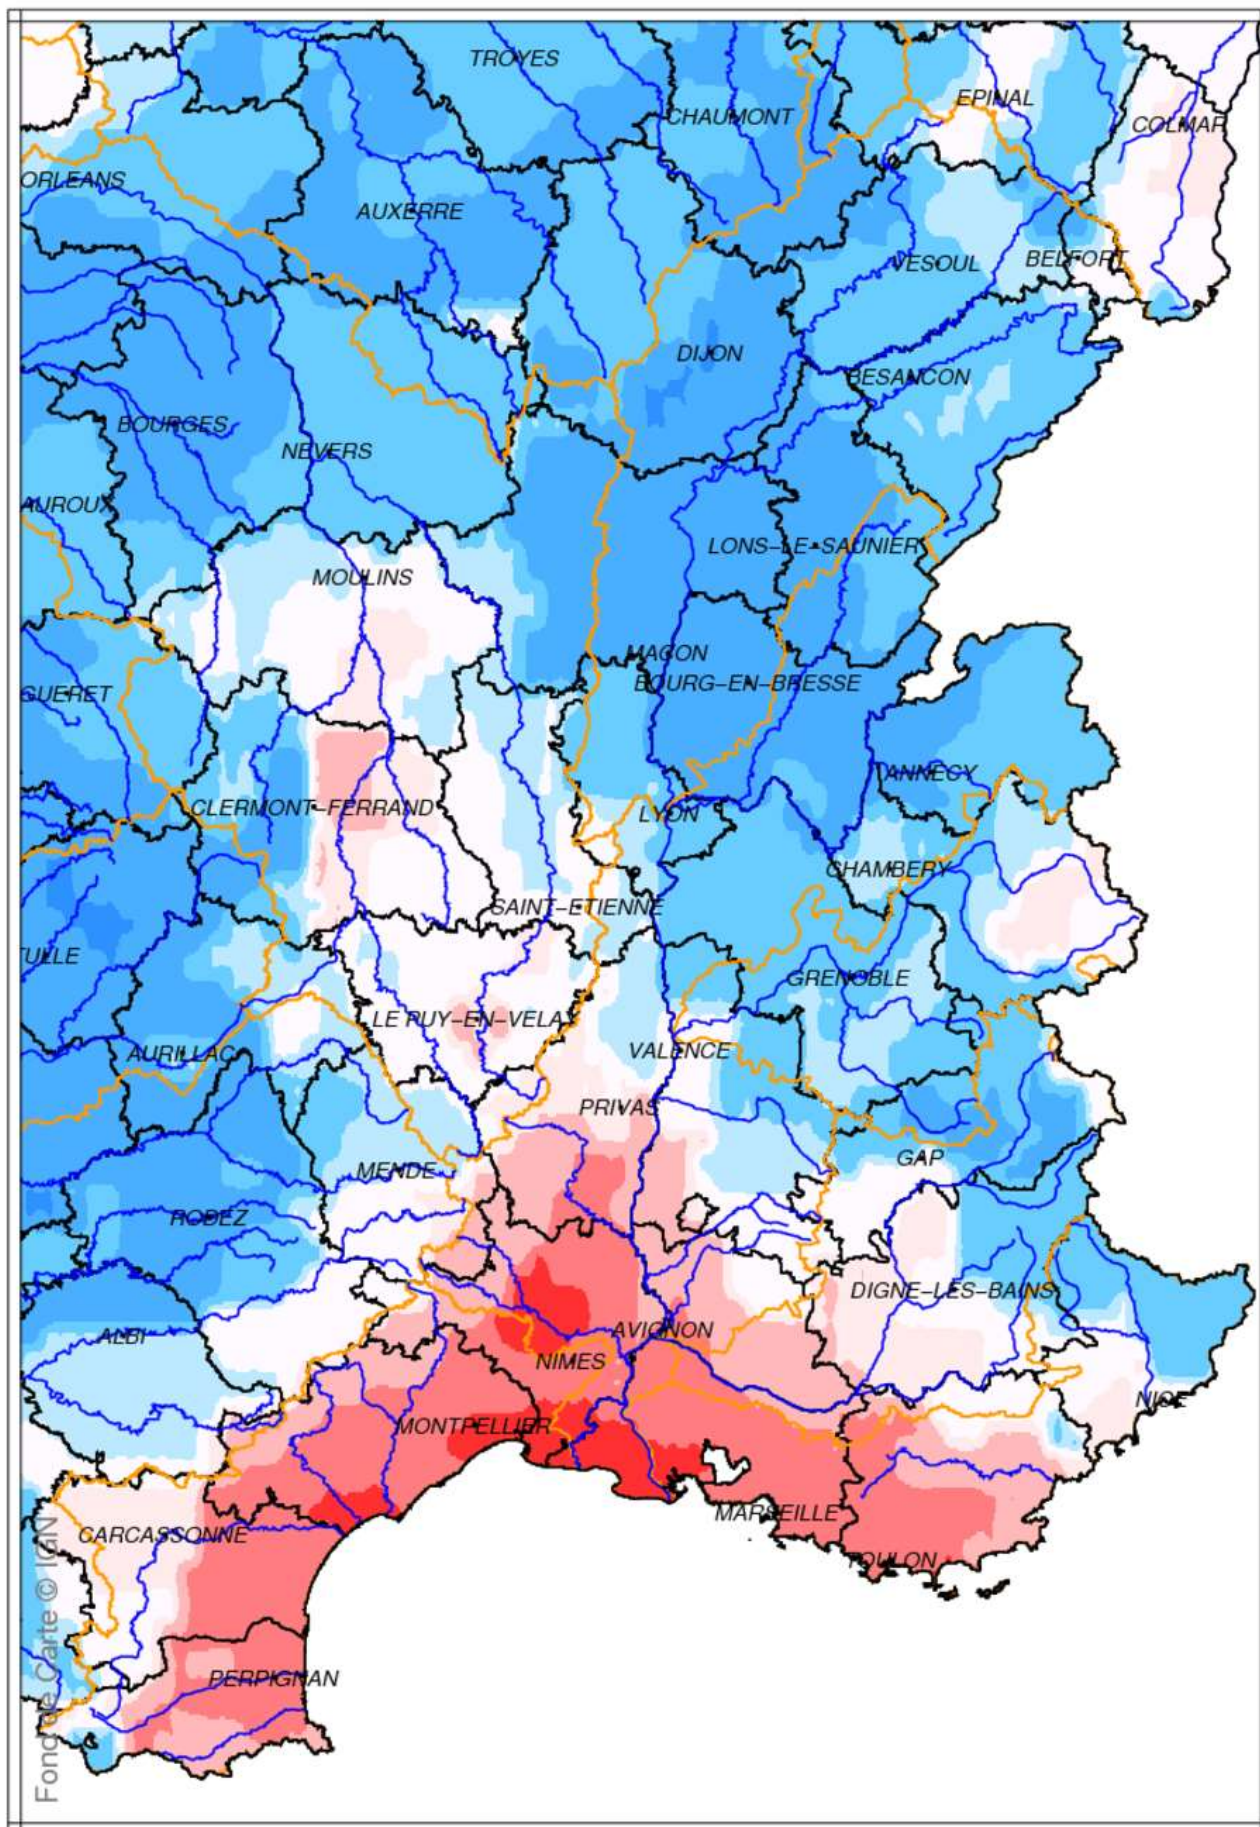 TROYES
EPINAL
CHAUMONT
COLMAR
ORLEANS
AUXERRE
VESOUL
BELFORT
DIJON
BESANCON
BOURGES
NEVERS
AUROUX
LONS-LE-SAUNIER
MOULINS
MACON
BOURG-EN-BRESSE
GUERET
ANNECY
CLERMONT-FERRAND
LYON
CHAMBERY
SAINT-ETIENNE
TULLE
GRENOBLE
LE PUY-EN-VELAY
AURILLAC
VALENCE
PRIVAS
GAP
MENDE
RODEZ
DIGNE-LES-BAINS
ALBI
AVIGNON
NIMES
NICE
MONTPELLIER
MARSEILLE
CARCASSONNE
TOULON
PERPIGNAN
Fond de Carte © IGN